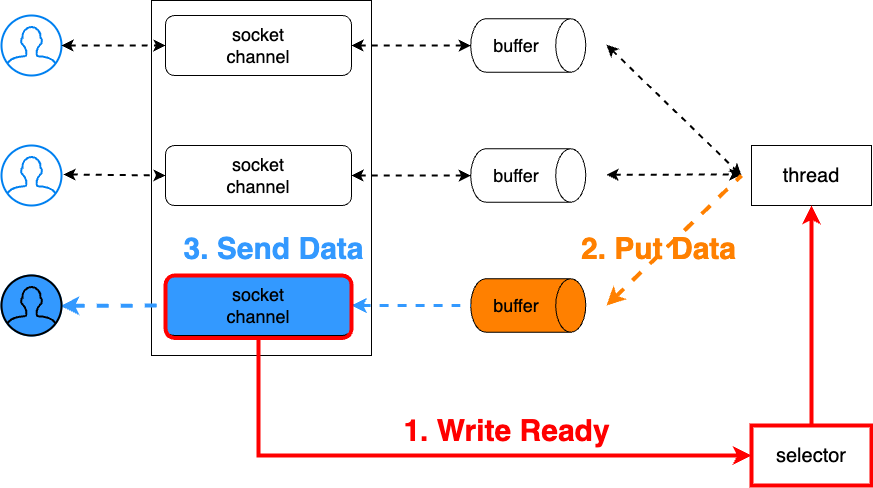 socket
channel
buffer
socket
channel
buffer
thread
3. Send Data
2. Put Data
socket
channel
buffer
1. Write Ready
selector